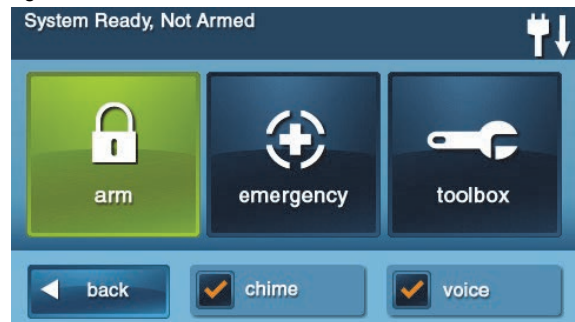 System Ready, Not Armed
arm
emergency
toolbox
back
chime
voice